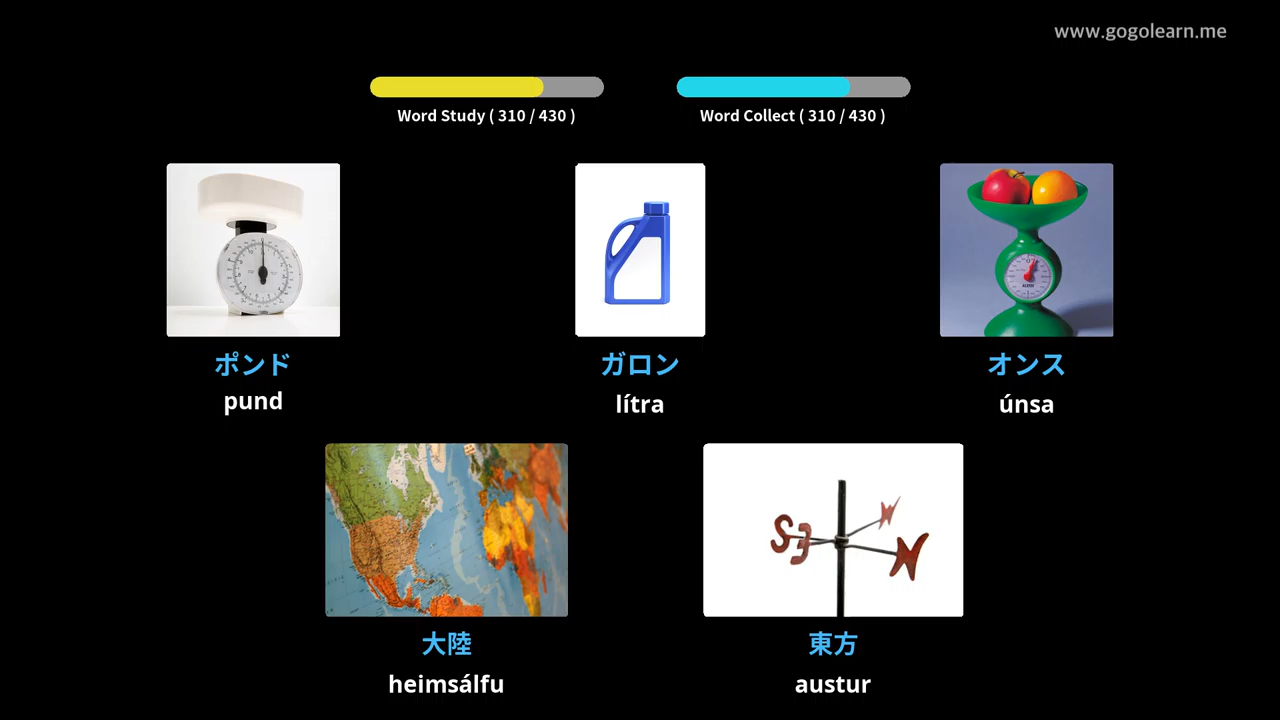 www.gogolearn.me
Word Study ( 310 / 430 )
Word Collect ( 310 / 430 )
ポンド
pund
ガロン
lítra
オンス
únsa
大陸
heimsálfu
S
E
N
東方
austur